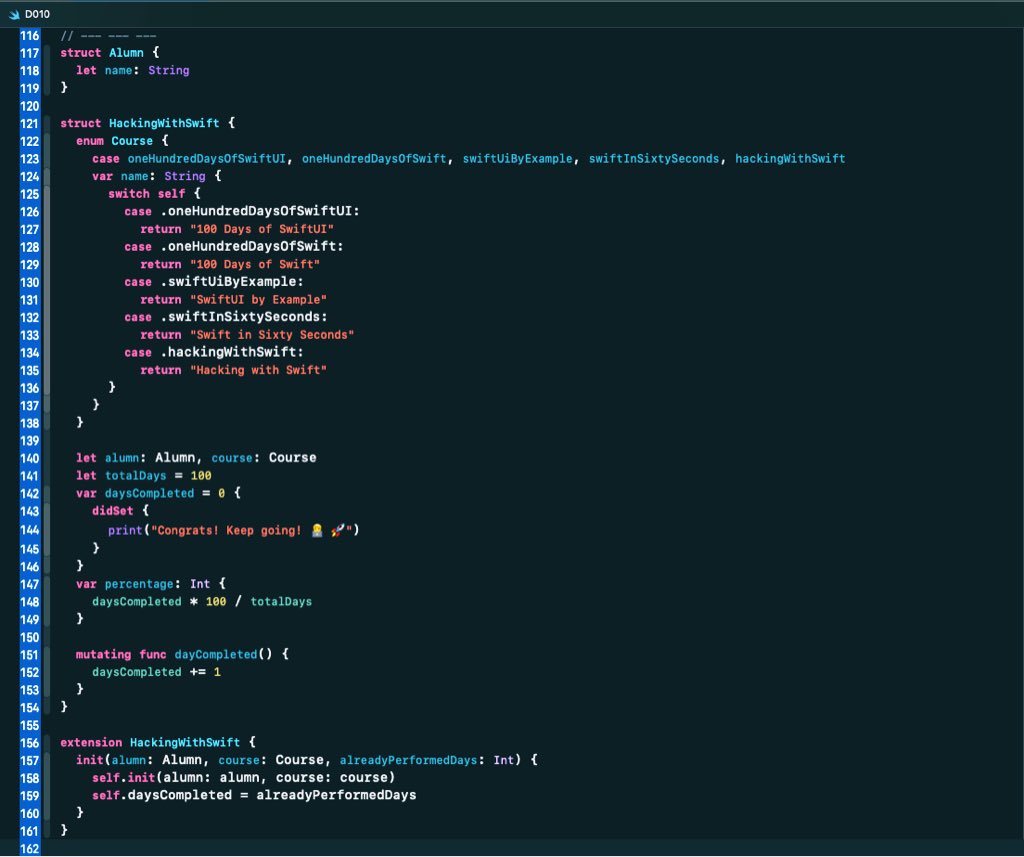 D010
116 // --- --- ---
117 struct Alumn {
118 let name: String
119 }
120
121 struct HackingWithSwift {
122 enum Course {
123 case oneHundredDaysOfSwiftUI, oneHundredDaysOfSwift, swiftUiByExample, swiftInSixtySeconds, hackingWithSwift
124 var name: String {
125 switch self {
126 case .oneHundredDaysOfSwiftUI:
127 return "100 Days of SwiftUI"
128 case .oneHundredDaysOfSwift:
129 return "100 Days of Swift"
130 case .swiftUiByExample:
131 return "SwiftUI by Example"
132 case .swiftInSixtySeconds:
133 return "Swift in Sixty Seconds"
134 case .hackingWithSwift:
135 return "Hacking with Swift"
136 }
137 }
138 }
139
140 let alumn: Alumn, course: Course
141 let totalDays = 100
142 var daysCompleted = 0 {
143 didSet {
144 print("Congrats! Keep going! 👨‍🚀 🚀")
145 }
146 }
147 var percentage: Int {
148 daysCompleted * 100 / totalDays
149 }
150
151 mutating func dayCompleted() {
152 daysCompleted += 1
153 }
154 }
155
156 extension HackingWithSwift {
157 init(alumn: Alumn, course: Course, alreadyPerformedDays: Int) {
158 self.init(alumn: alumn, course: course)
159 self.daysCompleted = alreadyPerformedDays
160 }
161 }
162